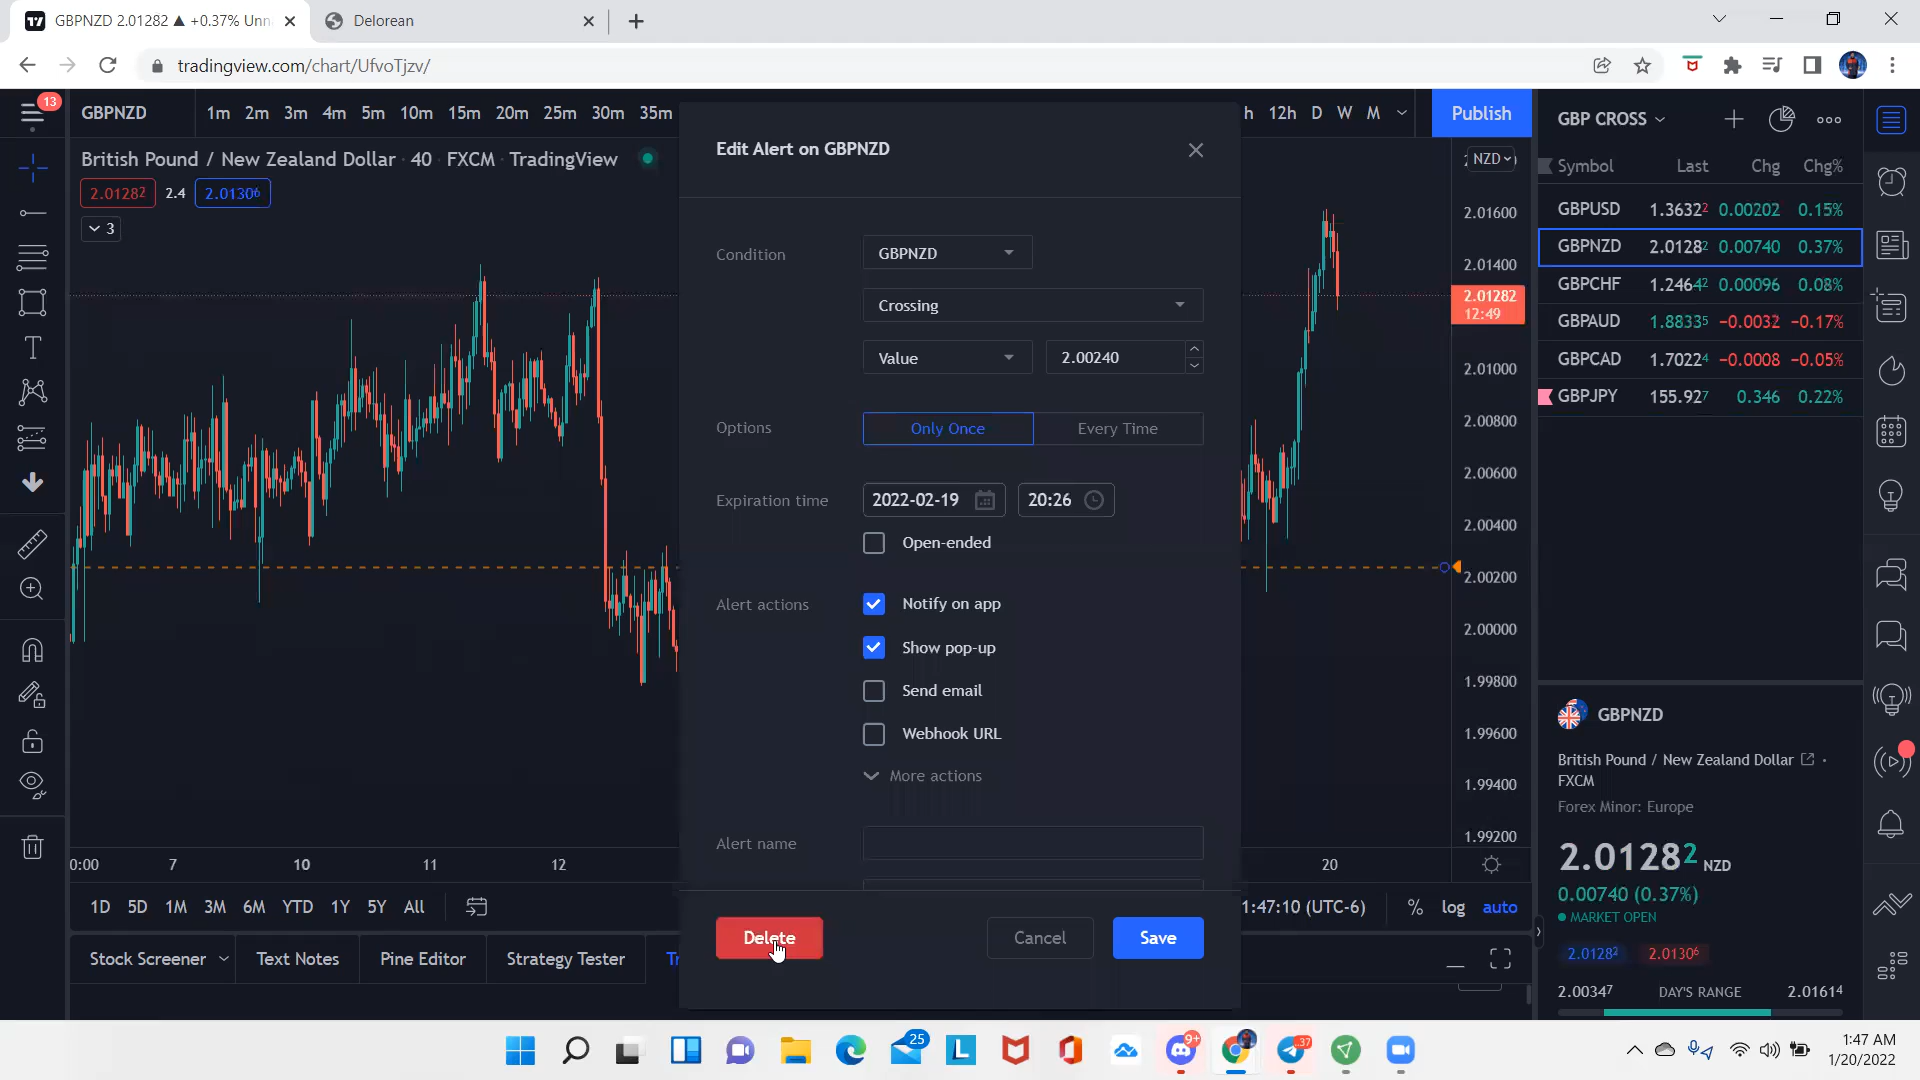 GBPNZD 2.01282 ▲ +0.37% Unn
Delorean
tradingview.com/chart/UfvoTjzv/
13
GBPNZD
1m 2m 3m 4m 5m 10m 15m 20m 25m 30m 35m
h 12h D W M
Publish
GBP CROSS
British Pound / New Zealand Dollar · 40 · FXCM · TradingView
2.01282 2.4 2.01306
3
Edit Alert on GBPNZD
Condition
GBPNZD
Crossing
Value
2.00240
Options
Only Once
Every Time
Expiration time
2022-02-19
20:26
Open-ended
Alert actions
Notify on app
Show pop-up
Send email
Webhook URL
More actions
Alert name
Delete
Cancel
Save
NZD
2.01600
2.01400
2.01282
12:49
2.01000
2.00800
2.00600
2.00400
2.00200
2.00000
1.99800
1.99600
1.99400
1.99200
0:00 7 10 11 12 20
1D 5D 1M 3M 6M YTD 1Y 5Y All
1:47:10 (UTC-6) % log auto
Stock Screener Text Notes Pine Editor Strategy Tester Tr
Symbol Last Chg Chg%
GBPUSD 1.36322 0.00202 0.15%
GBPNZD 2.01282 0.00740 0.37%
GBPCHF 1.24642 0.00096 0.08%
GBPAUD 1.88335 −0.0032 −0.17%
GBPCAD 1.70224 −0.0008 −0.05%
GBPJPY 155.927 0.346 0.22%
GBPNZD
British Pound / New Zealand Dollar ·
FXCM
Forex Minor: Europe
2.01282 NZD
0.00740 (0.37%)
MARKET OPEN
2.01282 2.01306
2.00347 DAY'S RANGE 2.01614
25
9+
37
1:47 AM
1/20/2022